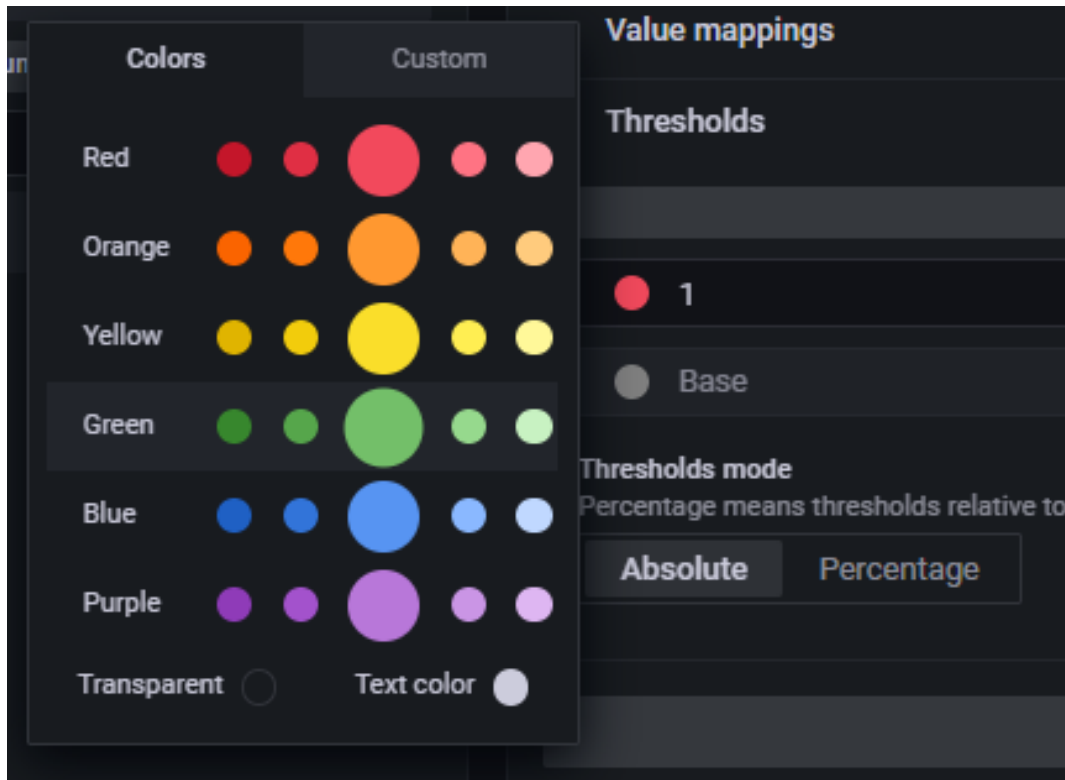 Colors
Custom
Red
Orange
Yellow
Green
Blue
Purple
Transparent
Text color
Value mappings
Thresholds
1
Base
Thresholds mode
Percentage means thresholds relative to
Absolute
Percentage